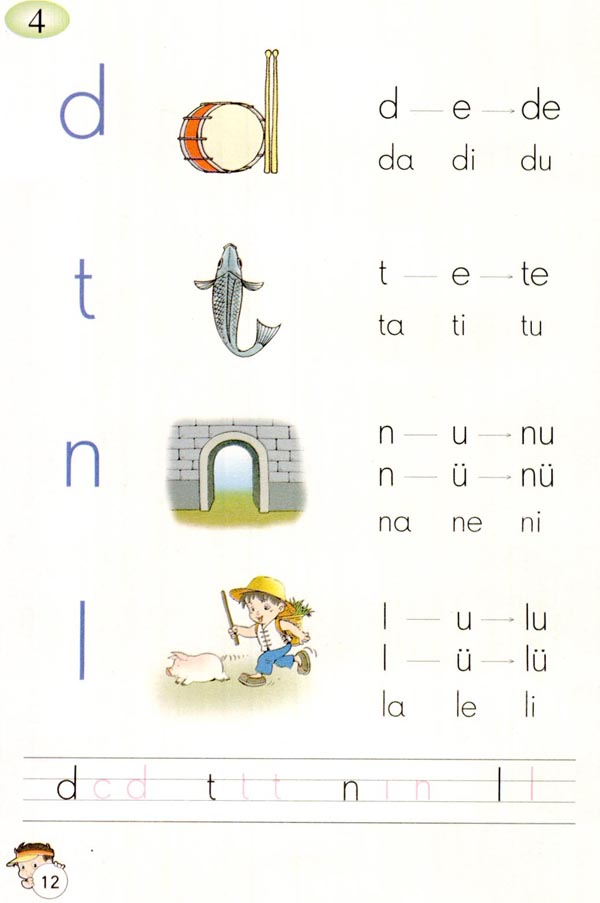 4
d
d — e → de
da di du
t
t — e → te
ta ti tu
n
n — u → nu
n — ü → nü
na ne ni
l
l — u → lu
l — ü → lü
la le li
d c d t l t n ı n l l
12